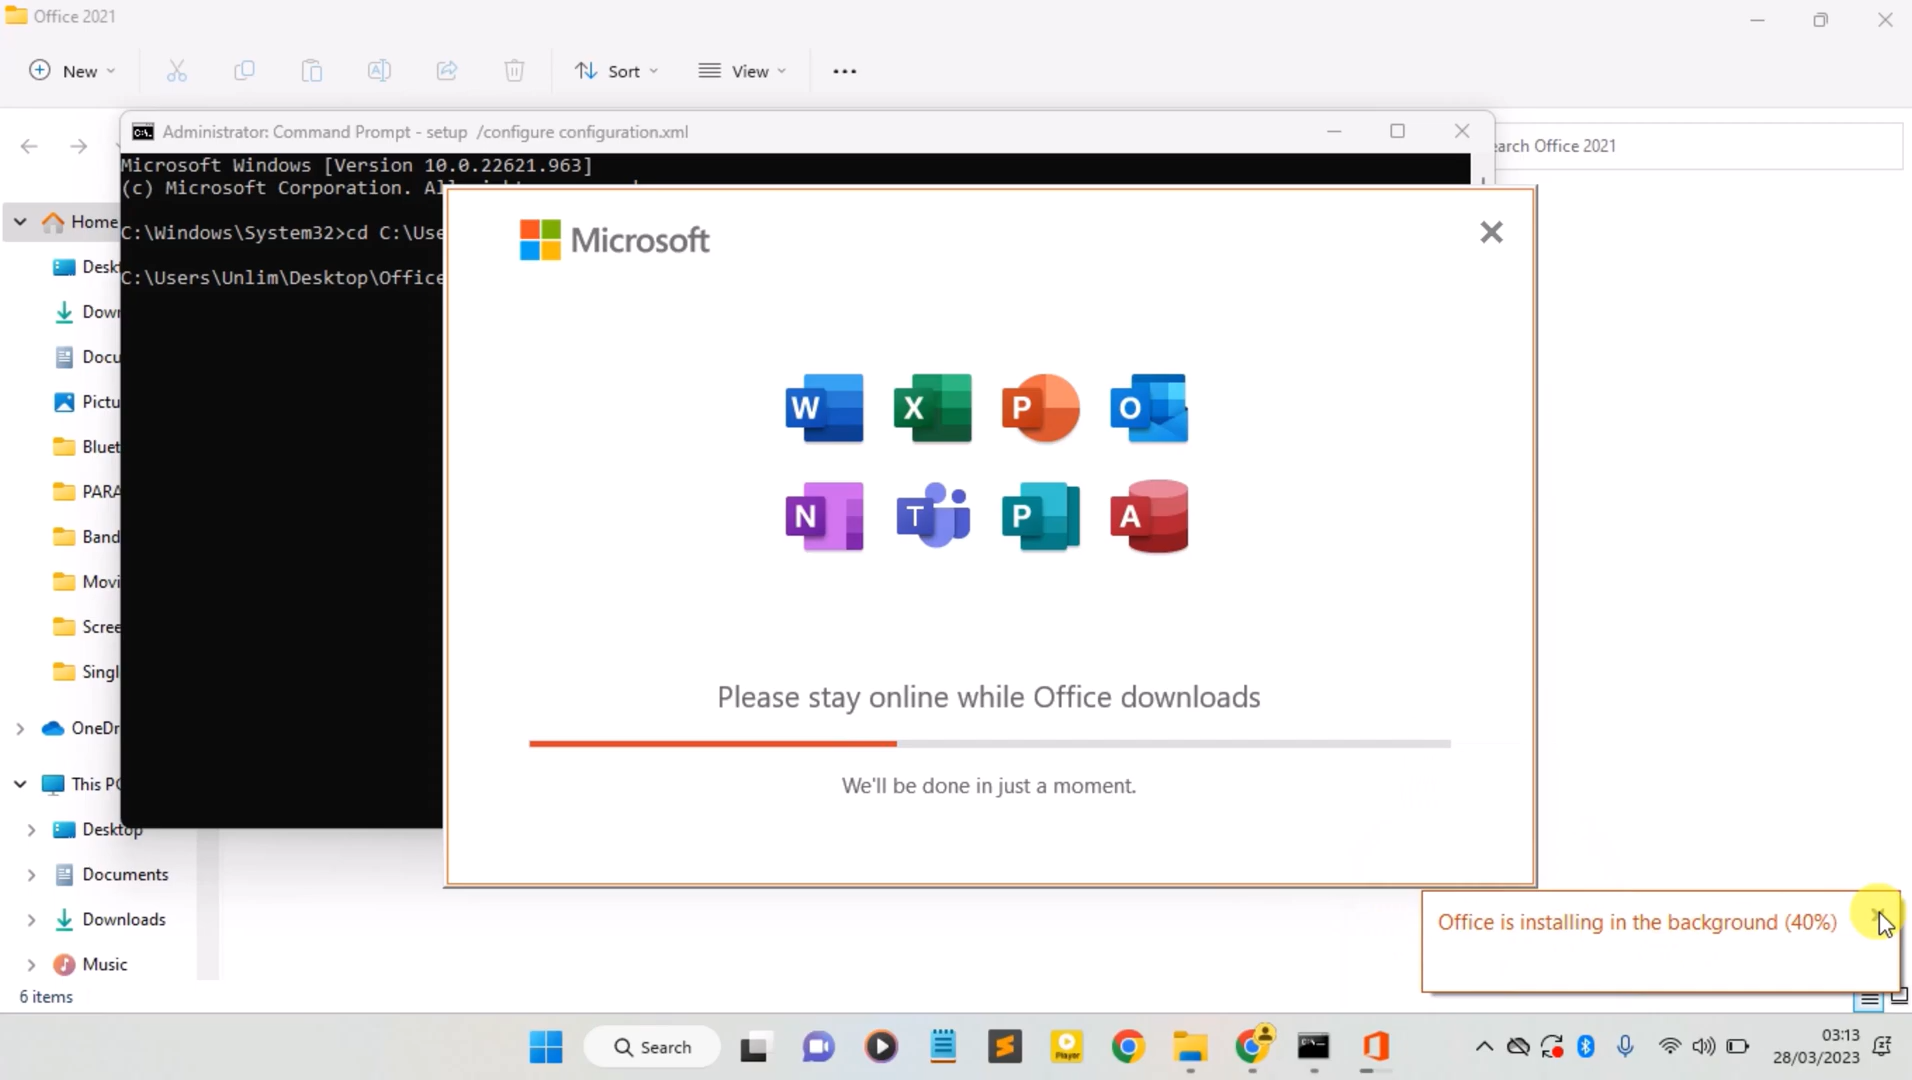 Office 2021
New
Sort
View
Administrator: Command Prompt - setup /configure configuration.xml
earch Office 2021
Microsoft Windows [Version 10.0.22621.963]
(c) Microsoft Corporation.
C:\Windows\System32>cd C:\Use
C:\Users\Unlim\Desktop\Office
Home
Desk
Down
Docu
Pictu
Bluet
PARA
Band
Movi
Scree
Singl
OneDr
This PC
Desktop
Documents
Downloads
Music
6 items
Microsoft
W
X
P
O
N
T
P
A
Please stay online while Office downloads
We'll be done in just a moment.
Office is installing in the background (40%)
Search
Player
03:13
28/03/2023